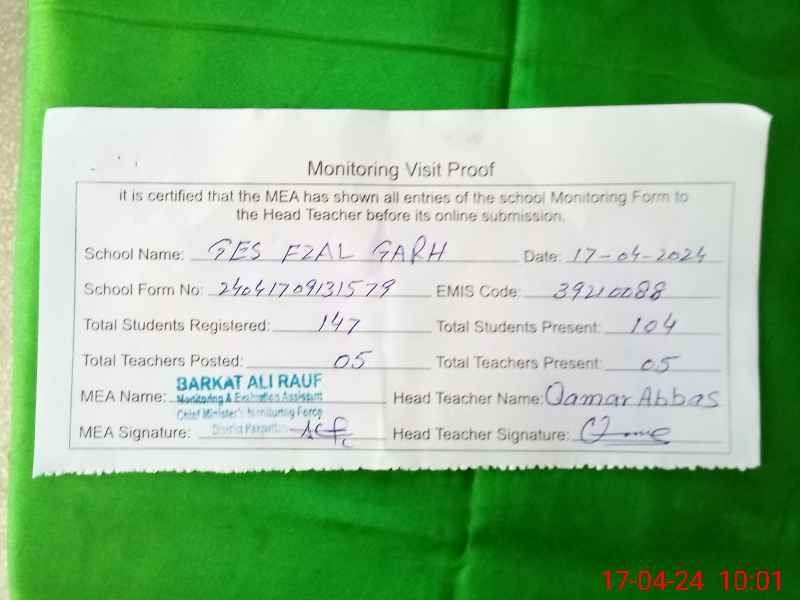 Monitoring Visit Proof
it is certified that the MEA has shown all entries of the school Monitoring Form to
the Head Teacher before its online submission.
School Name: GES FZAL GARH Date: 17-04-2024
School Form No: 24041709131579 EMIS Code: 39210088
Total Students Registered: 147 Total Students Present: 104
Total Teachers Posted: 05 Total Teachers Present: 05
MEA Name: BARKAT ALI RAUF Head Teacher Name: Qamar Abbas
Monitoring & Evaluation Assistant
Chief Minister's Monitoring Force
MEA Signature: Head Teacher Signature:
17-04-24 10:01